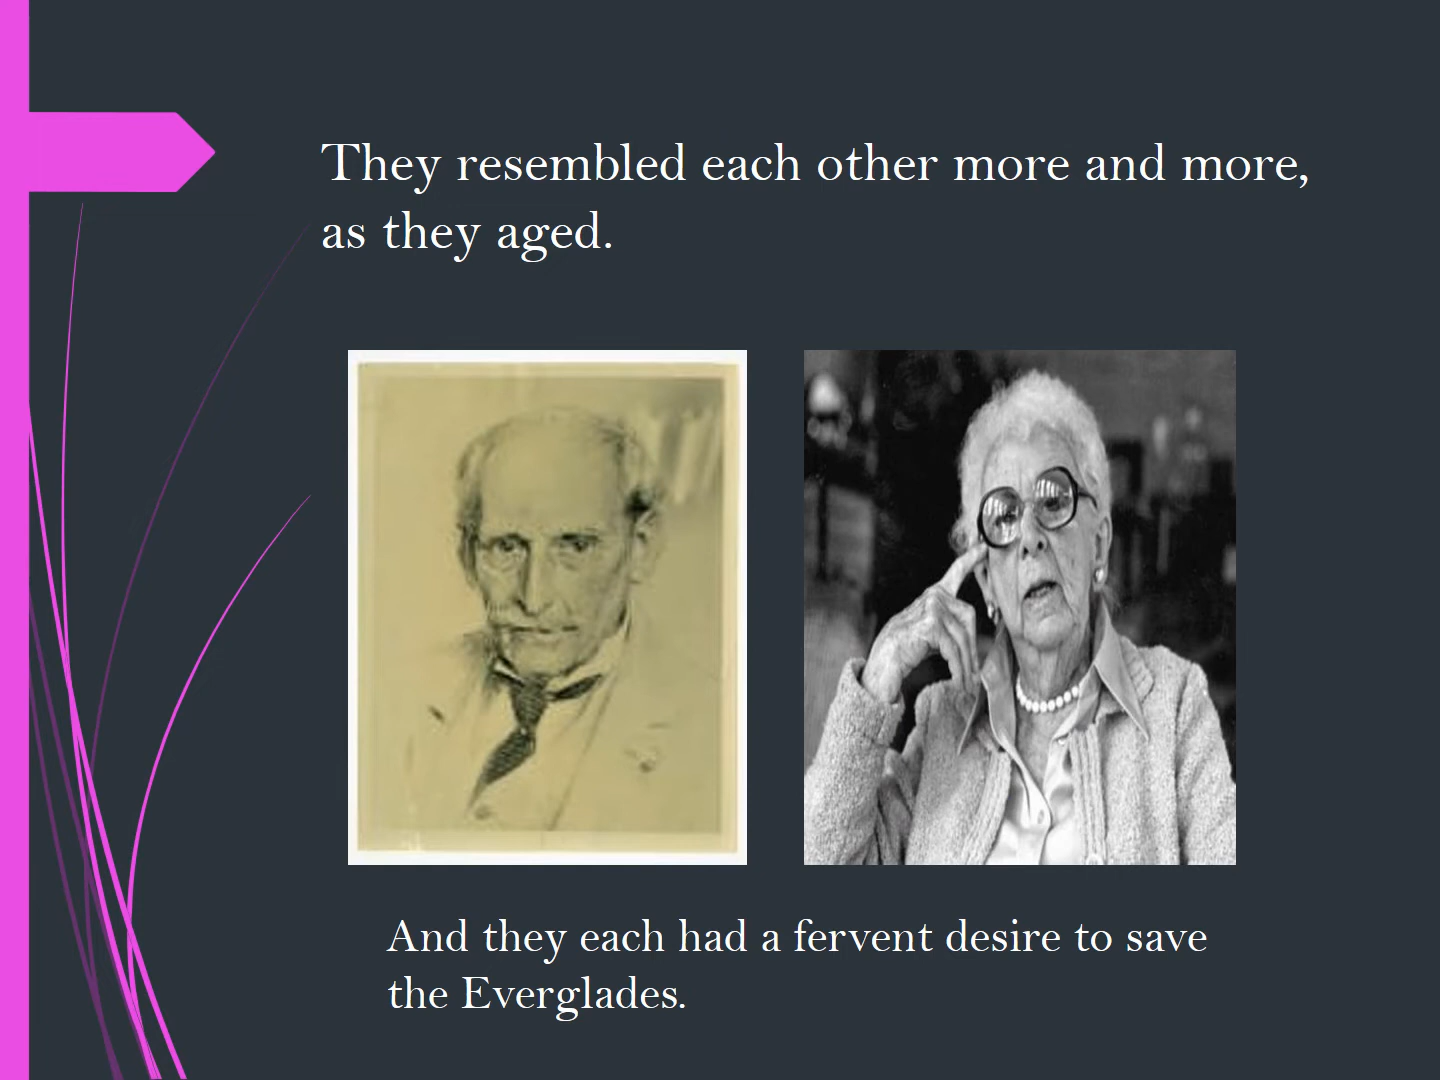 They resembled each other more and more,
as they aged.
And they each had a fervent desire to save
the Everglades.